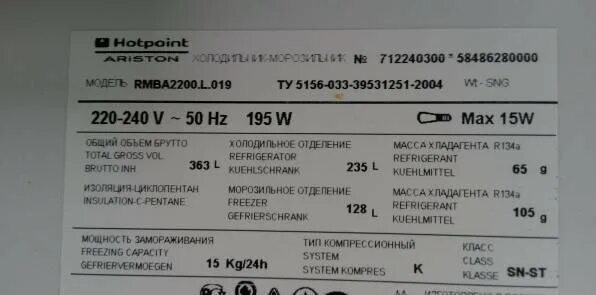 Hotpoint
ARISTON ХОЛОДИЛЬНИК-МОРОЗИЛЬНИК № 712240300 * 58486280000
МОДЕЛЬ RMBA2200.L.019 ТУ 5156-033-39531251-2004 Wt - SNG
220-240 V ~ 50 Hz 195 W Max 15W
ОБЩИЙ ОБЪЕМ БРУТТО ХОЛОДИЛЬНОЕ ОТДЕЛЕНИЕ МАССА ХЛАДАГЕНТА R134a
TOTAL GROSS VOL. REFRIGERATOR REFRIGERANT
BRUTTO INH 363 L KUEHLSCHRANK 235 L KUEHLMITTEL 65 g
ИЗОЛЯЦИЯ-ЦИКЛОПЕНТАН МОРОЗИЛЬНОЕ ОТДЕЛЕНИЕ МАССА ХЛАДАГЕНТА R134a
INSULATION-C-PENTANE FREEZER REFRIGERANT
GEFRIERSCHRANK 128 L KUEHLMITTEL 105 g
МОЩНОСТЬ ЗАМОРАЖИВАНИЯ ТИП КОМПРЕССИОННЫЙ КЛАСС
FREEZING CAPACITY SYSTEM CLASS
GEFRIERVERMOEGEN 15 Kg/24h SYSTEM KOMPRES K KLASSE SN-ST